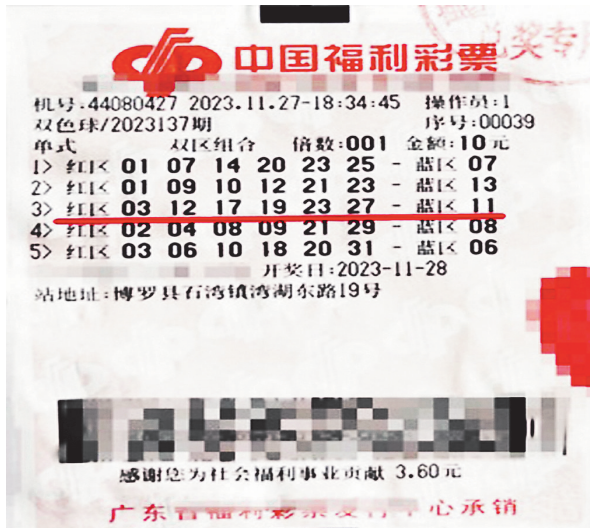 兑奖专用
中国福利彩票
机号:44080427 2023.11.27-18:34:45 操作员:1
双色球/2023137期 序号:00039
单式 双区组合 倍数:001 金额:10元
1> 红区 01 07 14 20 23 25 - 蓝区 07
2> 红区 01 09 10 12 21 23 - 蓝区 13
3> 红区 03 12 17 19 23 27 - 蓝区 11
4> 红区 02 04 08 09 21 29 - 蓝区 08
5> 红区 03 06 10 18 20 31 - 蓝区 06
开奖日:2023-11-28
站地址:博罗县石湾镇湾湖东路19号
感谢您为社会福利事业贡献 3.60元
广东省福利彩票发行中心承销